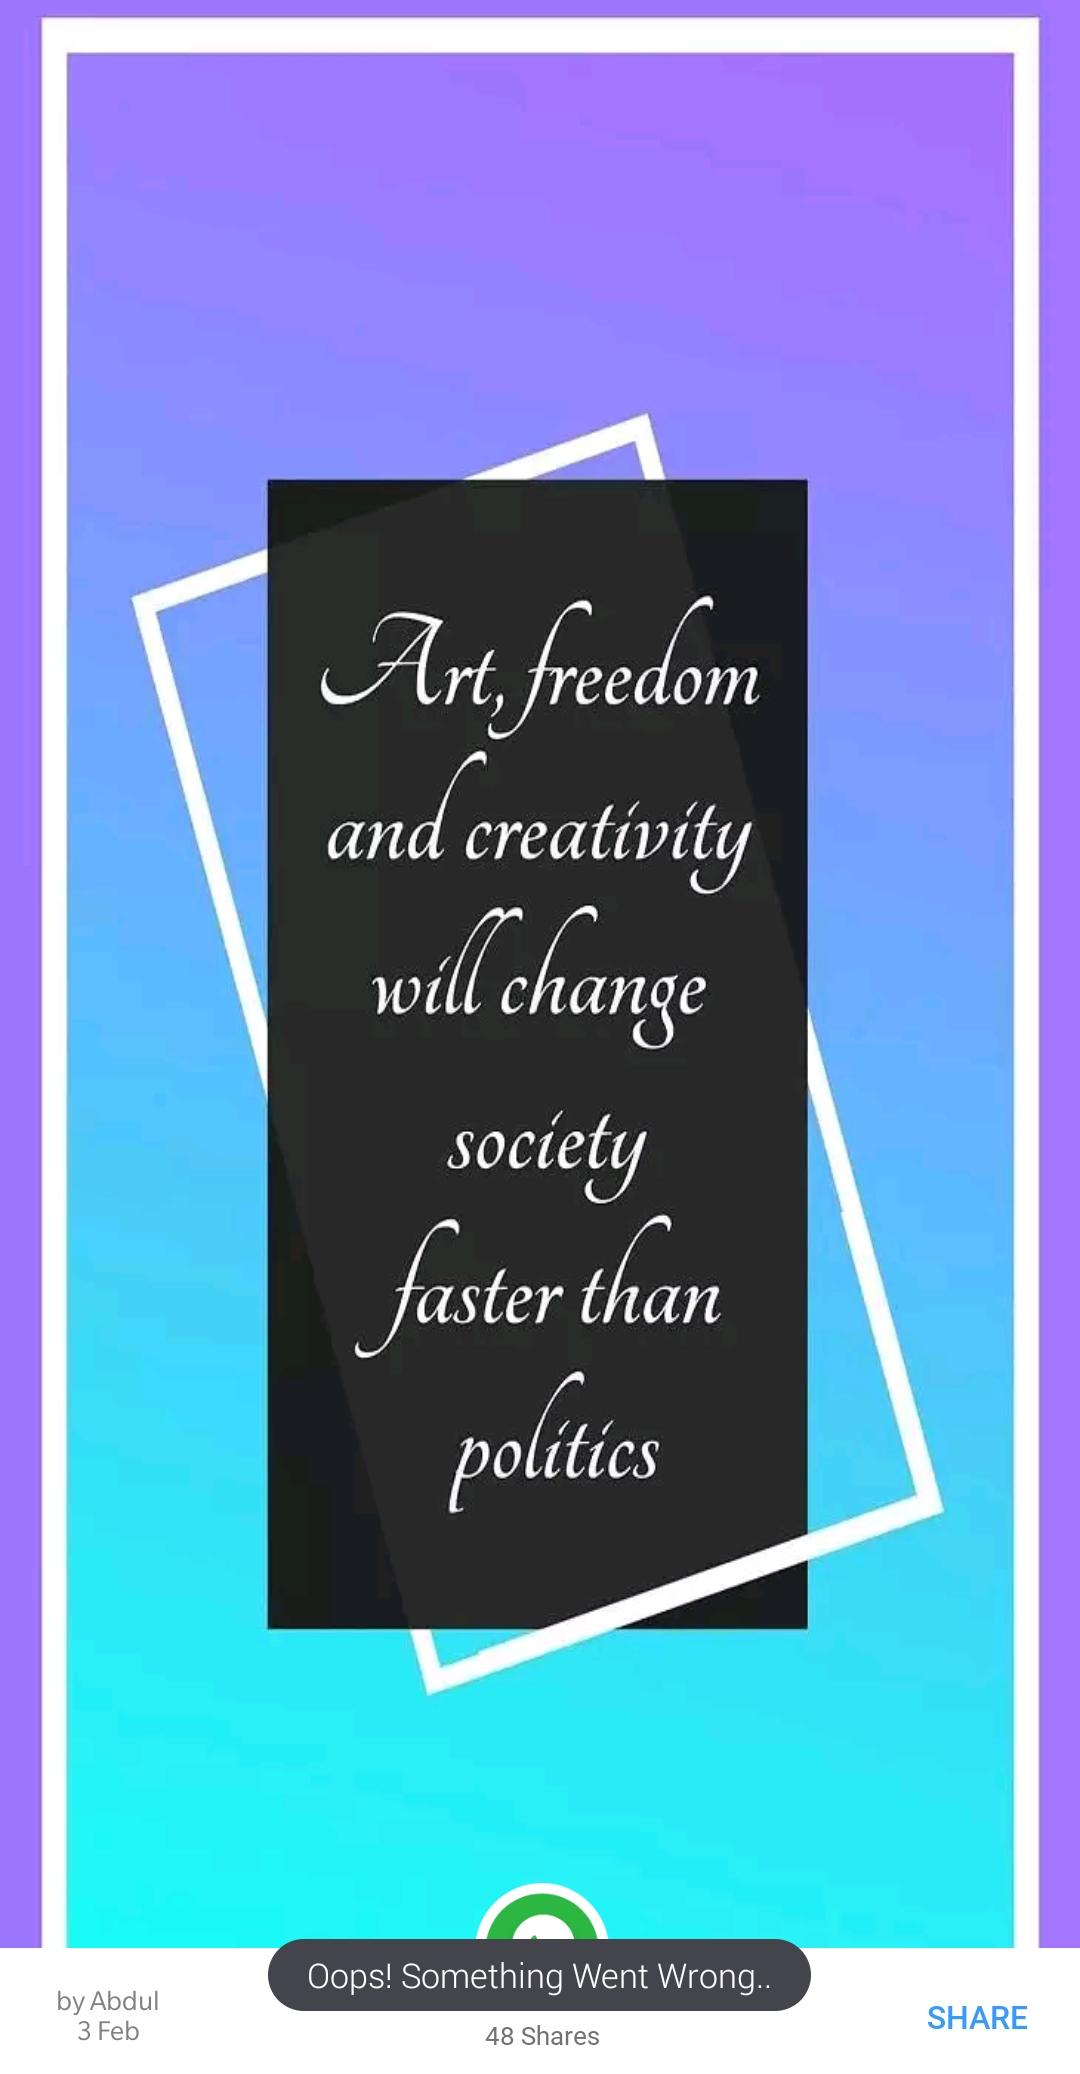 Art, freedom
and creativity
will change
society
faster than
politics
Oops! Something Went Wrong..
by Abdul
3 Feb
48 Shares
SHARE